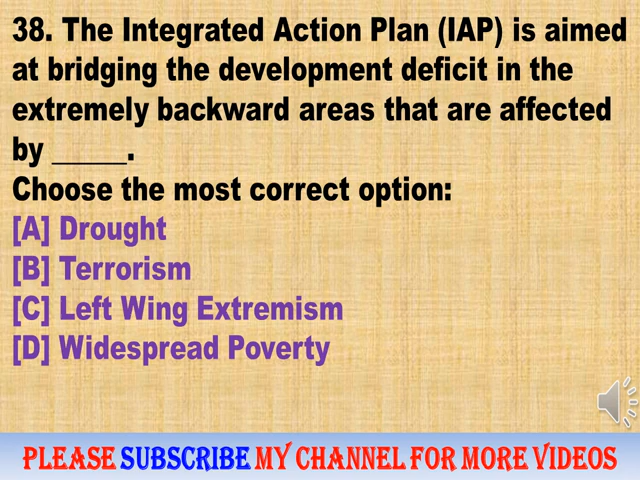 38. The Integrated Action Plan (IAP) is aimed
at bridging the development deficit in the
extremely backward areas that are affected
by _____.
Choose the most correct option:
[A] Drought
[B] Terrorism
[C] Left Wing Extremism
[D] Widespread Poverty
PLEASE SUBSCRIBE MY CHANNEL FOR MORE VIDEOS